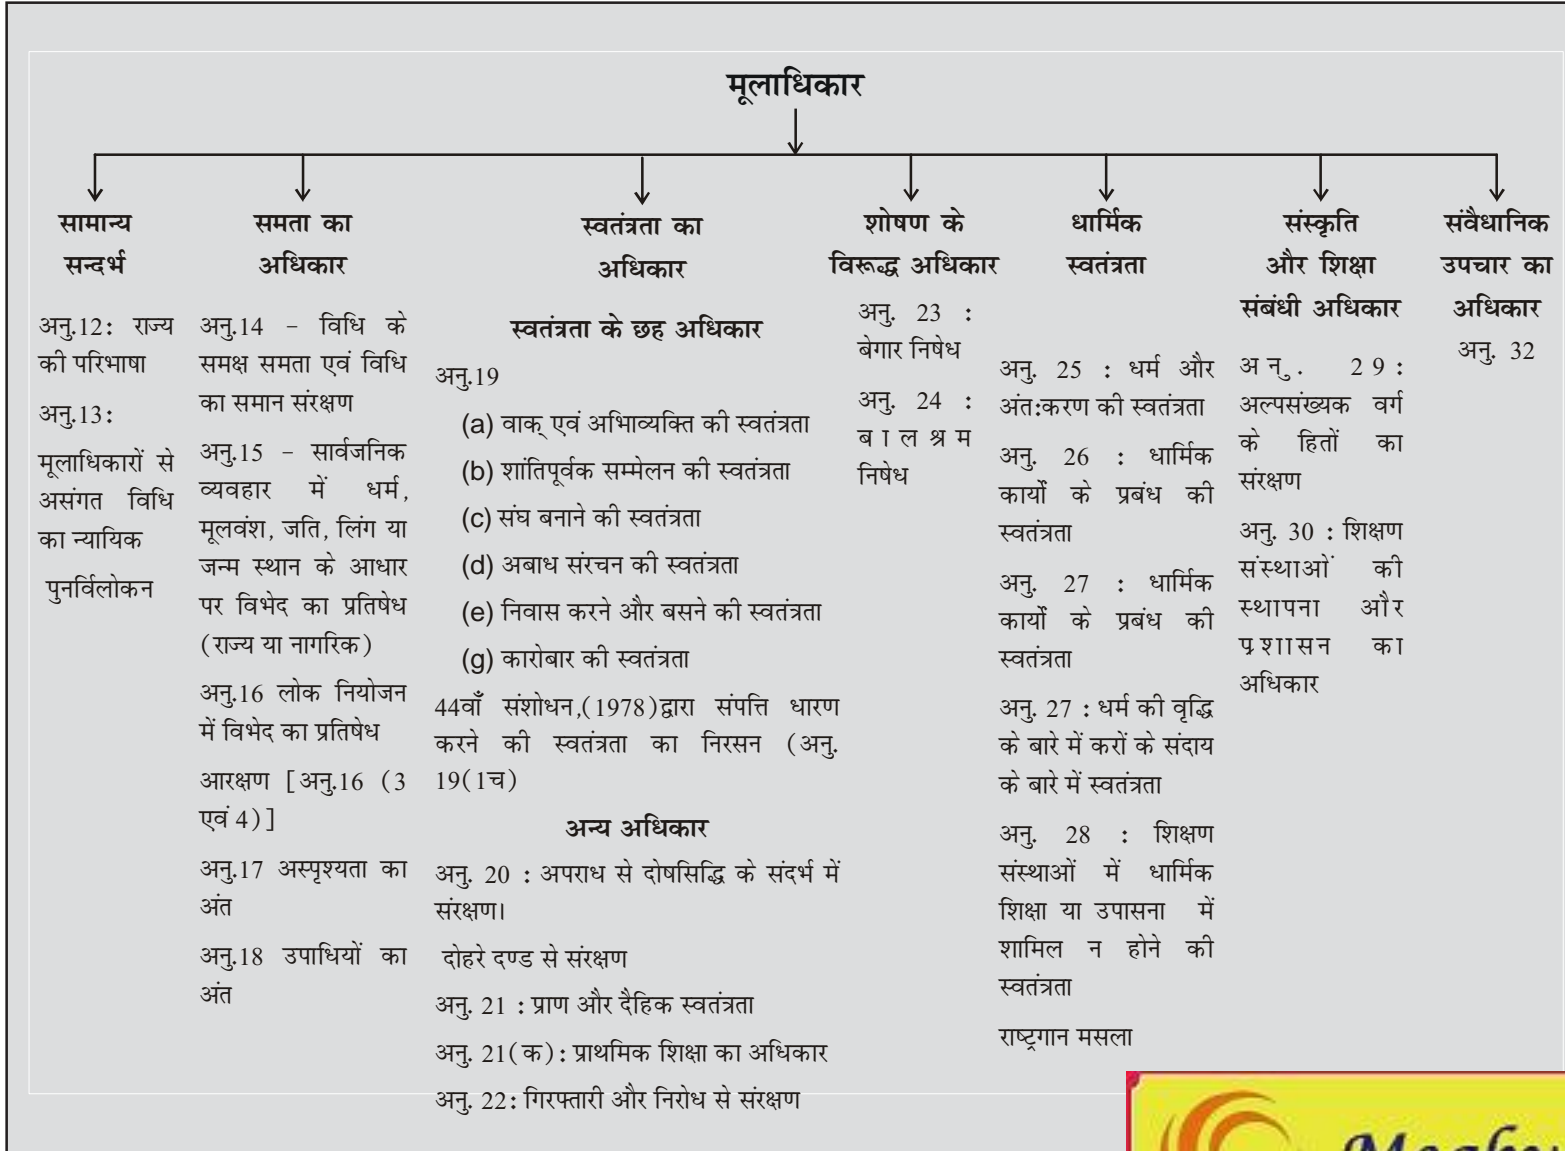 मूलाधिकार
सामान्य
सन्दर्भ
अनु.12: राज्य
की परिभाषा
अनु.13:
मूलाधिकारों से
असंगत विधि
का न्यायिक
पुनर्विलोकन
समता का
अधिकार
अनु.14 - विधि के
समक्ष समता एवं विधि
का समान संरक्षण
अनु.15 - सार्वजनिक
व्यवहार में धर्म,
मूलवंश, जाति, लिंग या
जन्म स्थान के आधार
पर विभेद का प्रतिषेध
(राज्य या नागरिक)
अनु.16 लोक नियोजन
में विभेद का प्रतिषेध
आरक्षण [अनु.16 (3
एवं 4)]
अनु.17 अस्पृश्यता का
अंत
अनु.18 उपाधियों का
अंत
स्वतंत्रता का
अधिकार
स्वतंत्रता के छह अधिकार
अनु.19
(a) वाक् एवं अभिाव्यक्ति की स्वतंत्रता
(b) शांतिपूर्वक सम्मेलन की स्वतंत्रता
(c) संघ बनाने की स्वतंत्रता
(d) अबाध संरचन की स्वतंत्रता
(e) निवास करने और बसने की स्वतंत्रता
(g) कारोबार की स्वतंत्रता
44वाँ संशोधन,(1978)द्वारा संपत्ति धारण
करने की स्वतंत्रता का निरसन (अनु.
19(1च)
अन्य अधिकार
अनु. 20 : अपराध से दोषसिद्धि के संदर्भ में
संरक्षण।
दोहरे दण्ड से संरक्षण
अनु. 21 : प्राण और दैहिक स्वतंत्रता
अनु. 21(क): प्राथमिक शिक्षा का अधिकार
अनु. 22: गिरफ्तारी और निरोध से संरक्षण
शोषण के
विरूद्ध अधिकार
अनु. 23 :
बेगार निषेध
अनु. 24 :
बालश्रम
निषेध
धार्मिक
स्वतंत्रता
अनु. 25 : धर्म और
अंत:करण की स्वतंत्रता
अनु. 26 : धार्मिक
कार्यों के प्रबंध की
स्वतंत्रता
अनु. 27 : धार्मिक
कार्यों के प्रबंध की
स्वतंत्रता
अनु. 27 : धर्म की वृद्धि
के बारे में करों के संदाय
के बारे में स्वतंत्रता
अनु. 28 : शिक्षण
संस्थाओं में धार्मिक
शिक्षा या उपासना में
शामिल न होने की
स्वतंत्रता
राष्ट्रगान मसला
संस्कृति
और शिक्षा
संबंधी अधिकार
अनु. 29:
अल्पसंख्यक वर्ग
के हितों का
संरक्षण
अनु. 30 : शिक्षण
संस्थाओं की
स्थापना और
प्रशासन का
अधिकार
संवैधानिक
उपचार का
अधिकार
अनु. 32